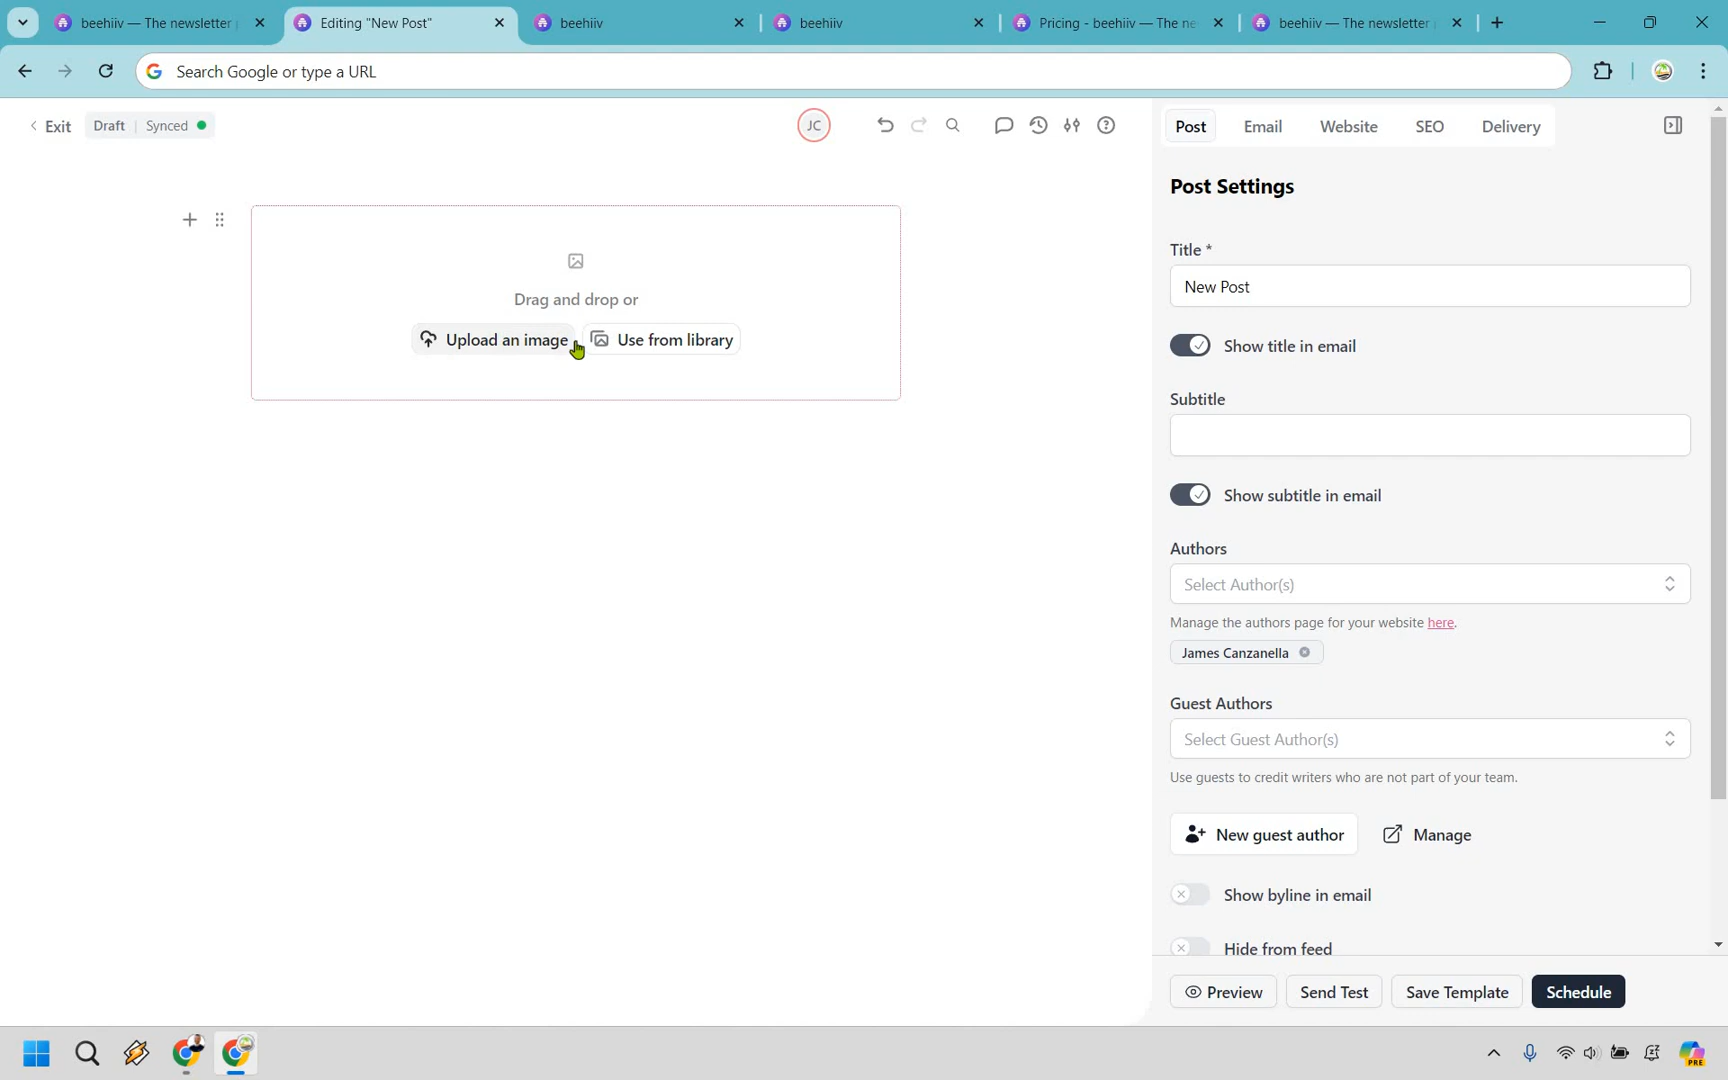 beehiiv — The newsletter
Editing "New Post"
beehiiv
beehiiv
Pricing - beehiiv — The ne
beehiiv — The newsletter
Search Google or type a URL
Exit
Draft
Synced
JC
Post
Email
Website
SEO
Delivery
Drag and drop or
Upload an image
Use from library
Post Settings
Title *
New Post
Show title in email
Subtitle
Show subtitle in email
Authors
Select Author(s)
Manage the authors page for your website here.
James Canzanella
Guest Authors
Select Guest Author(s)
Use guests to credit writers who are not part of your team.
New guest author
Manage
Show byline in email
Hide from feed
Preview
Send Test
Save Template
Schedule
PRE